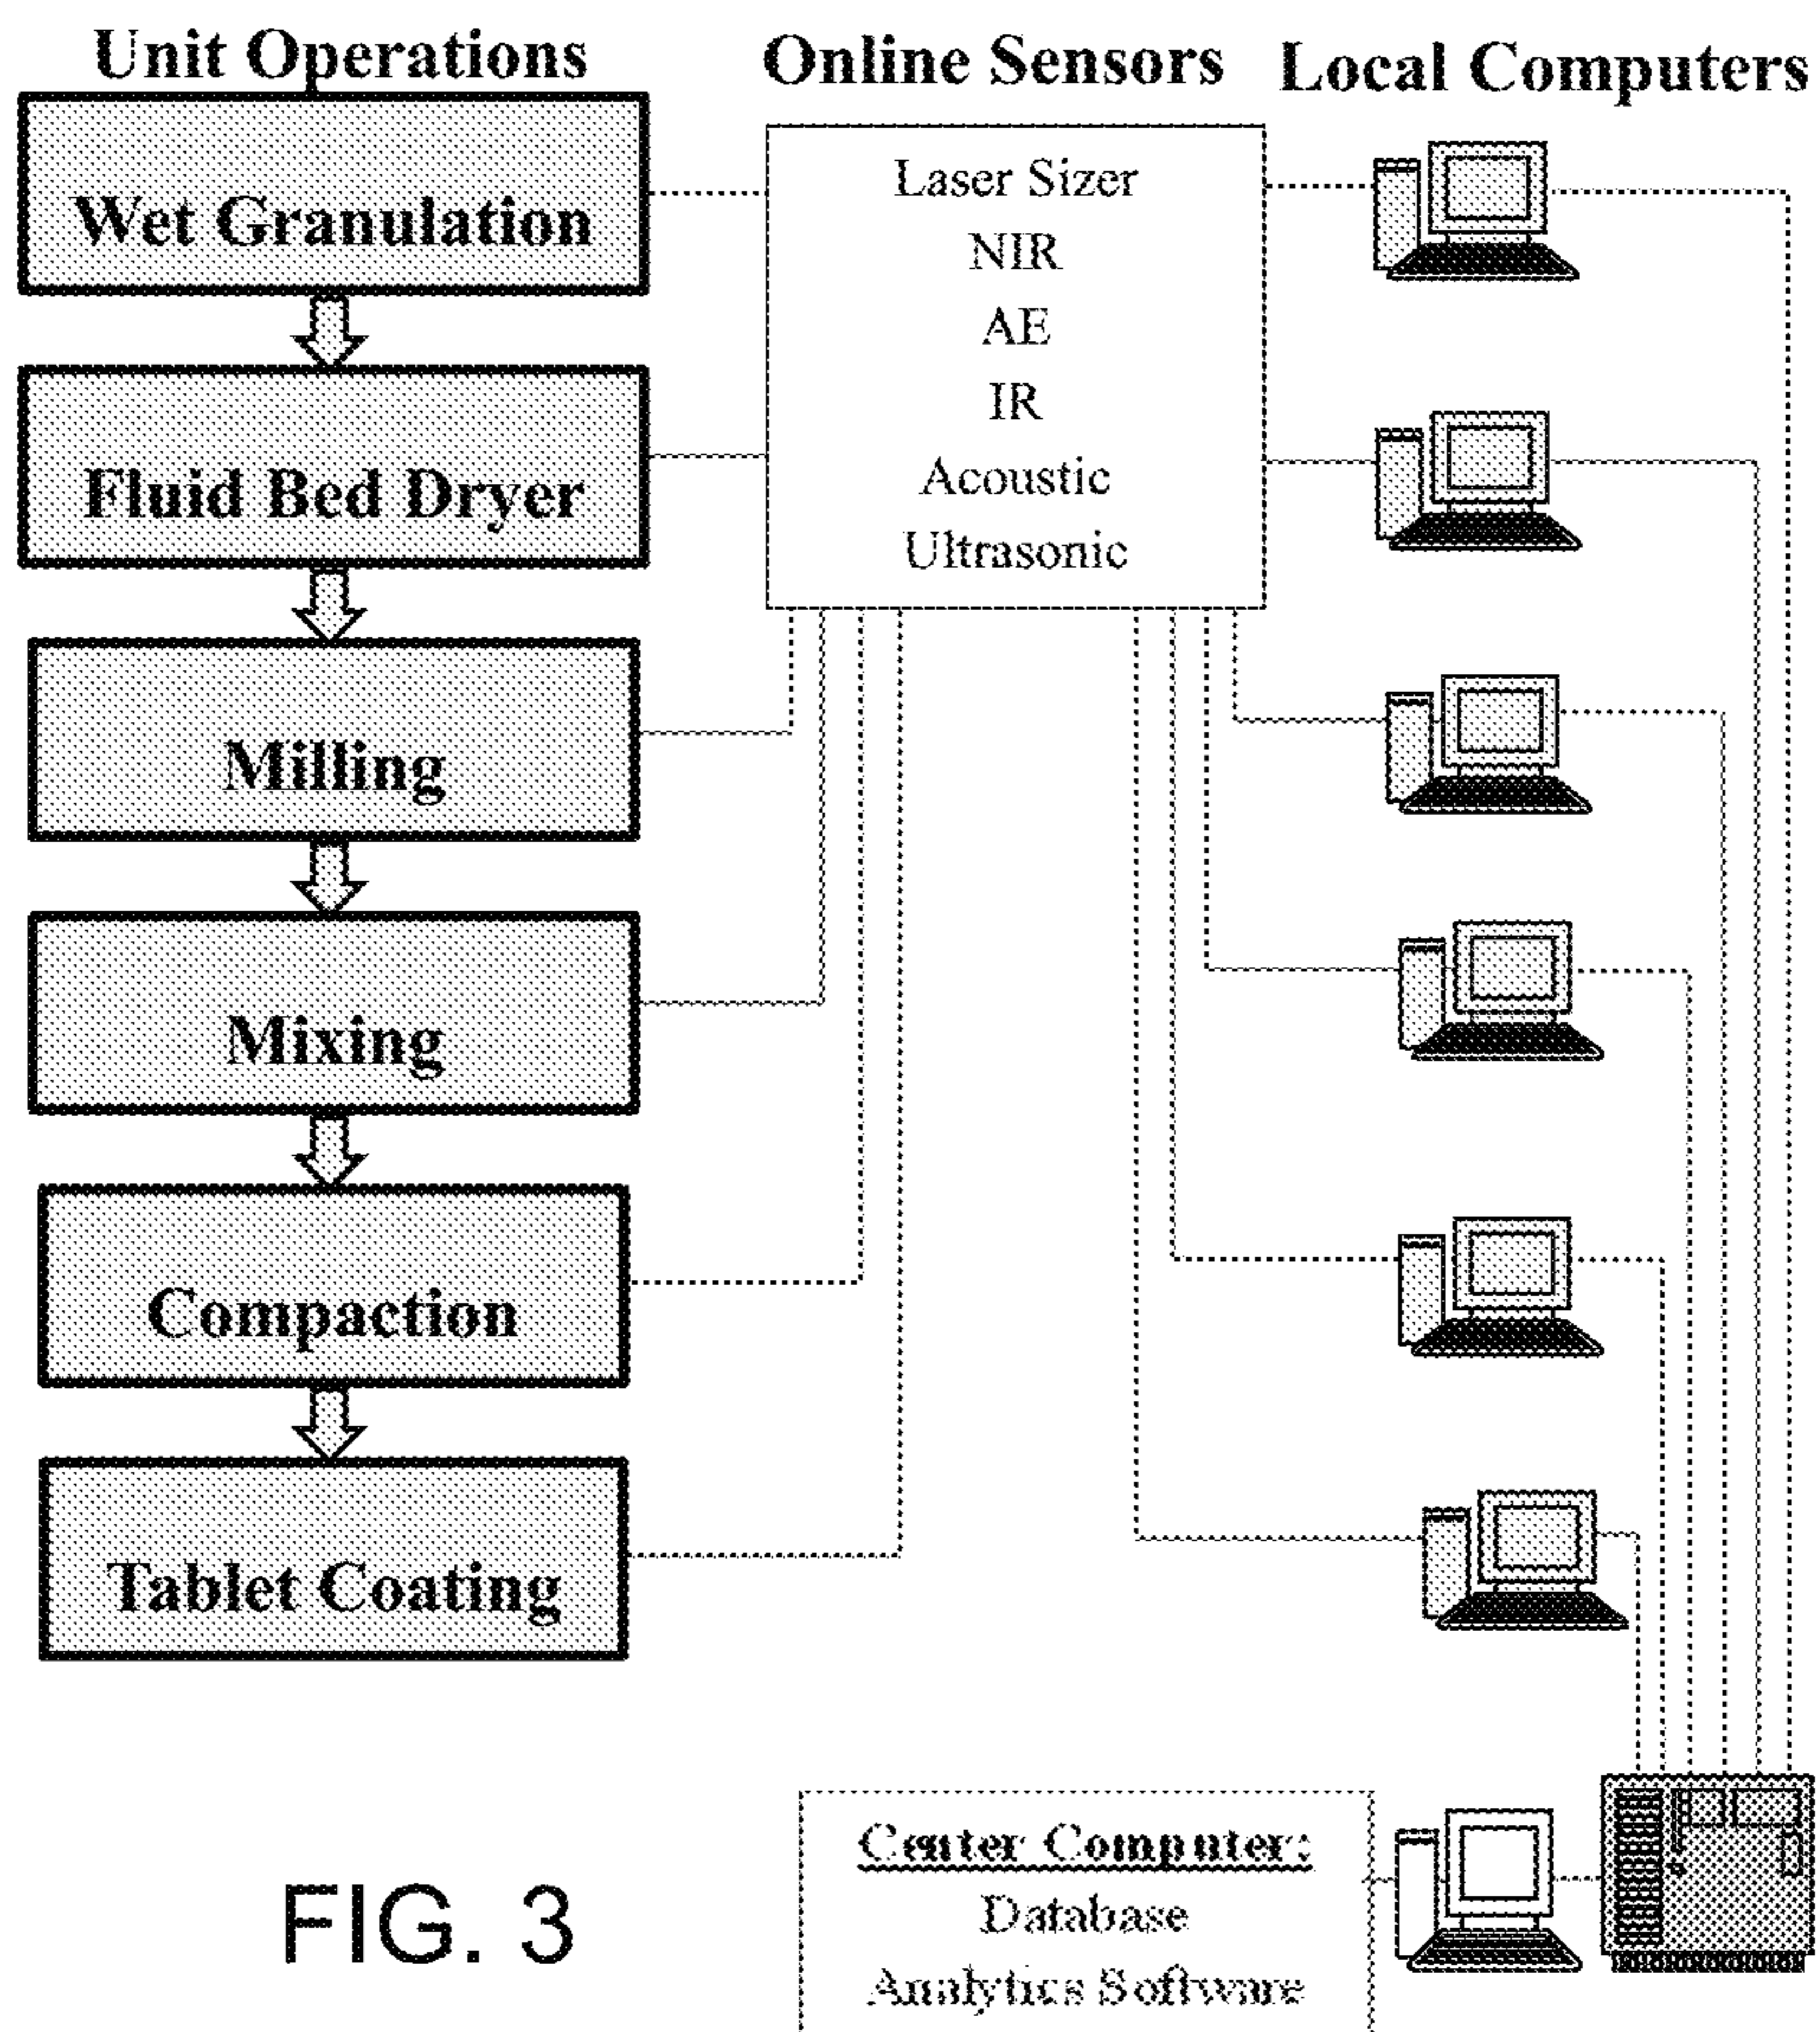 Unit Operations
Online Sensors
Local Computers
Wet Granulation
Fluid Bed Dryer
Milling
Mixing
Compaction
Tablet Coating
Laser Sizer
NIR
AE
IR
Acoustic
Ultrasonic
Center Computer:
Database
Analytics Software
FIG. 3